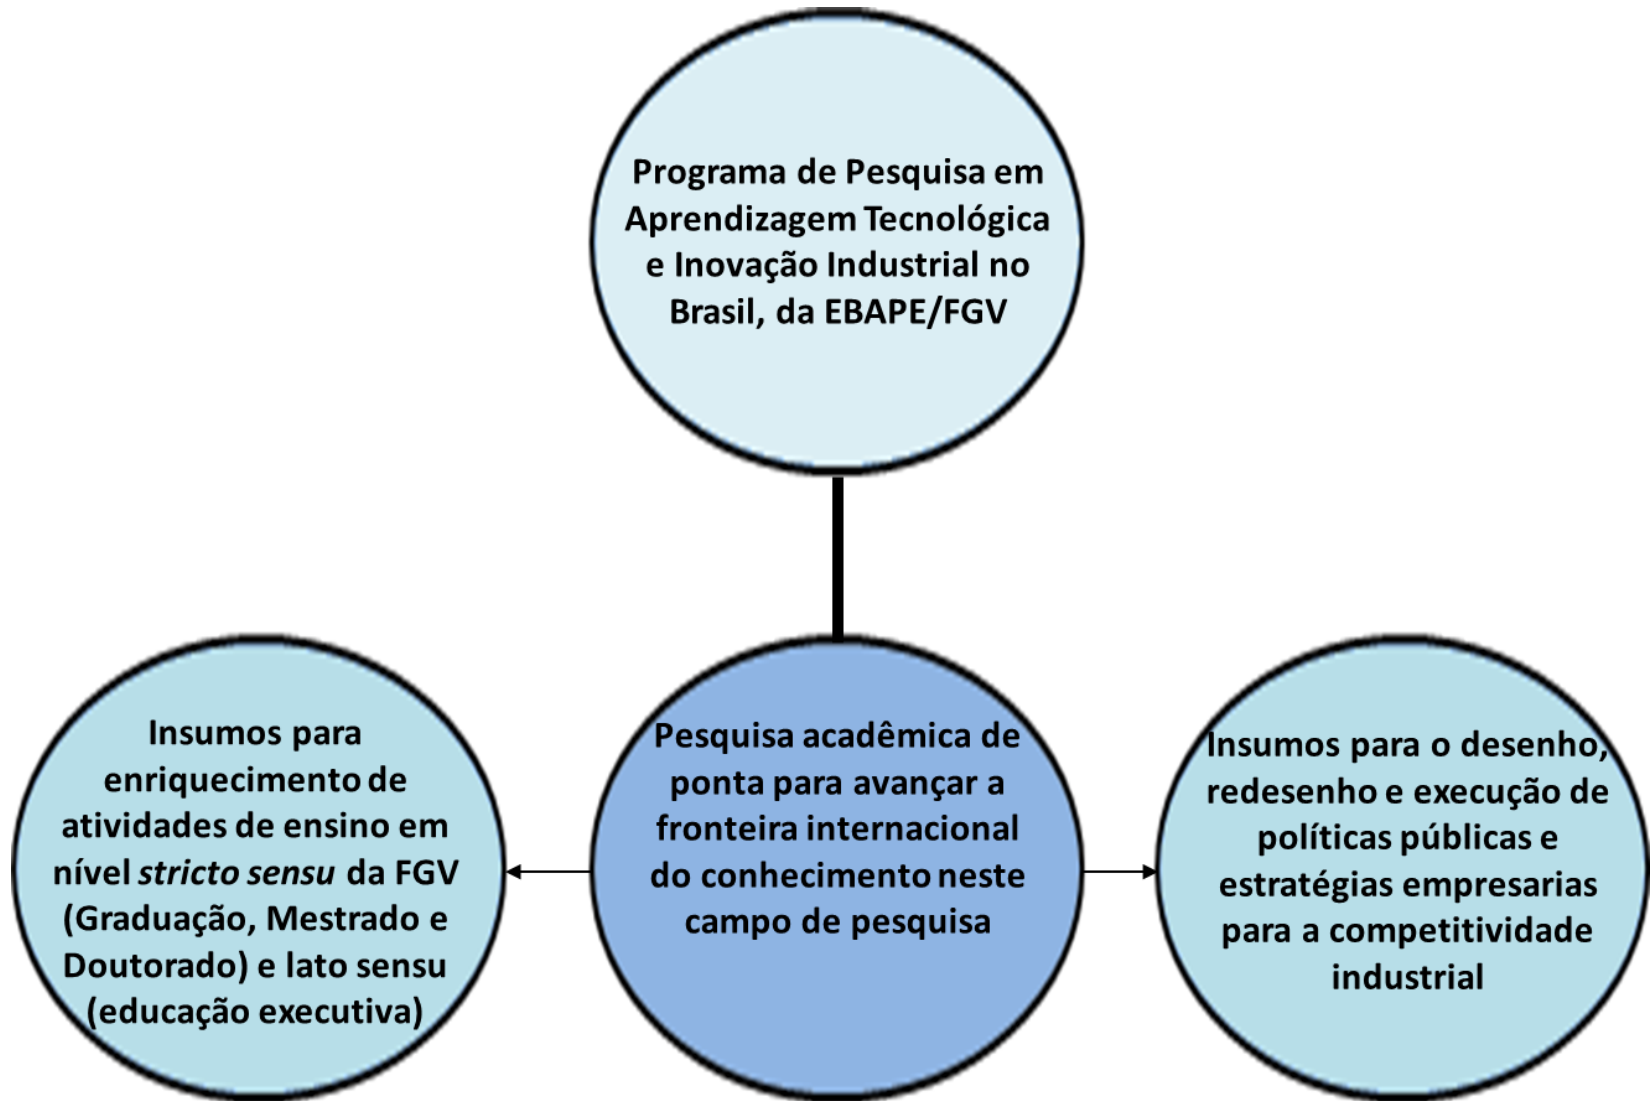 Programa de Pesquisa em
Aprendizagem Tecnológica
e Inovação Industrial no
Brasil, da EBAPE/FGV
Insumos para
enriquecimento de
atividades de ensino em
nível stricto sensu da FGV
(Graduação, Mestrado e
Doutorado) e lato sensu
(educação executiva)
Pesquisa acadêmica de
ponta para avançar a
fronteira internacional
do conhecimento neste
campo de pesquisa
Insumos para o desenho,
redesenho e execução de
políticas públicas e
estratégias empresarias
para a competitividade
industrial